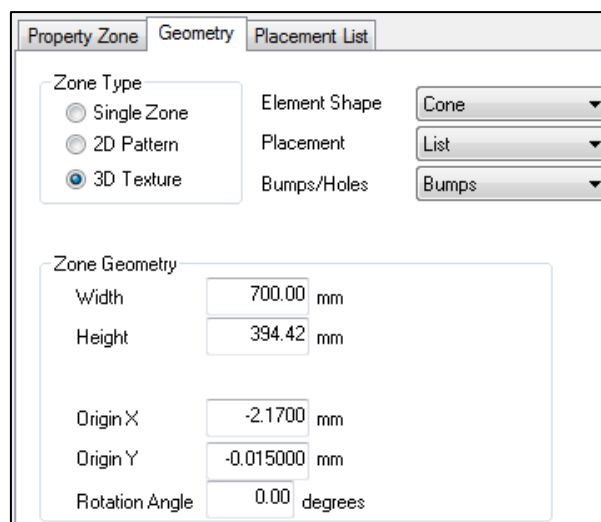 Property Zone Geometry Placement List
Zone Type
Single Zone
2D Pattern
3D Texture
Element Shape Cone
Placement List
Bumps/Holes Bumps
Zone Geometry
Width 700.00 mm
Height 394.42 mm
Origin X -2.1700 mm
Origin Y -0.015000 mm
Rotation Angle 0.00 degrees